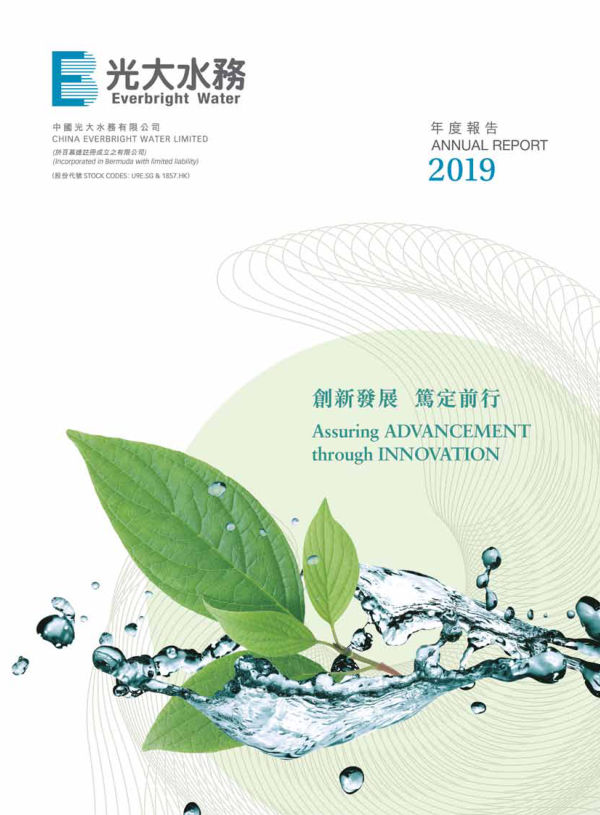 光大水務
Everbright Water
中國光大水務有限公司
CHINA EVERBRIGHT WATER LIMITED
(於百慕達註冊成立之有限公司)
(Incorporated in Bermuda with limited liability)
(股份代號 STOCK CODES: U9E.SG & 1857.HK)
年度報告
ANNUAL REPORT
2019
創新發展 篤定前行
Assuring ADVANCEMENT
through INNOVATION